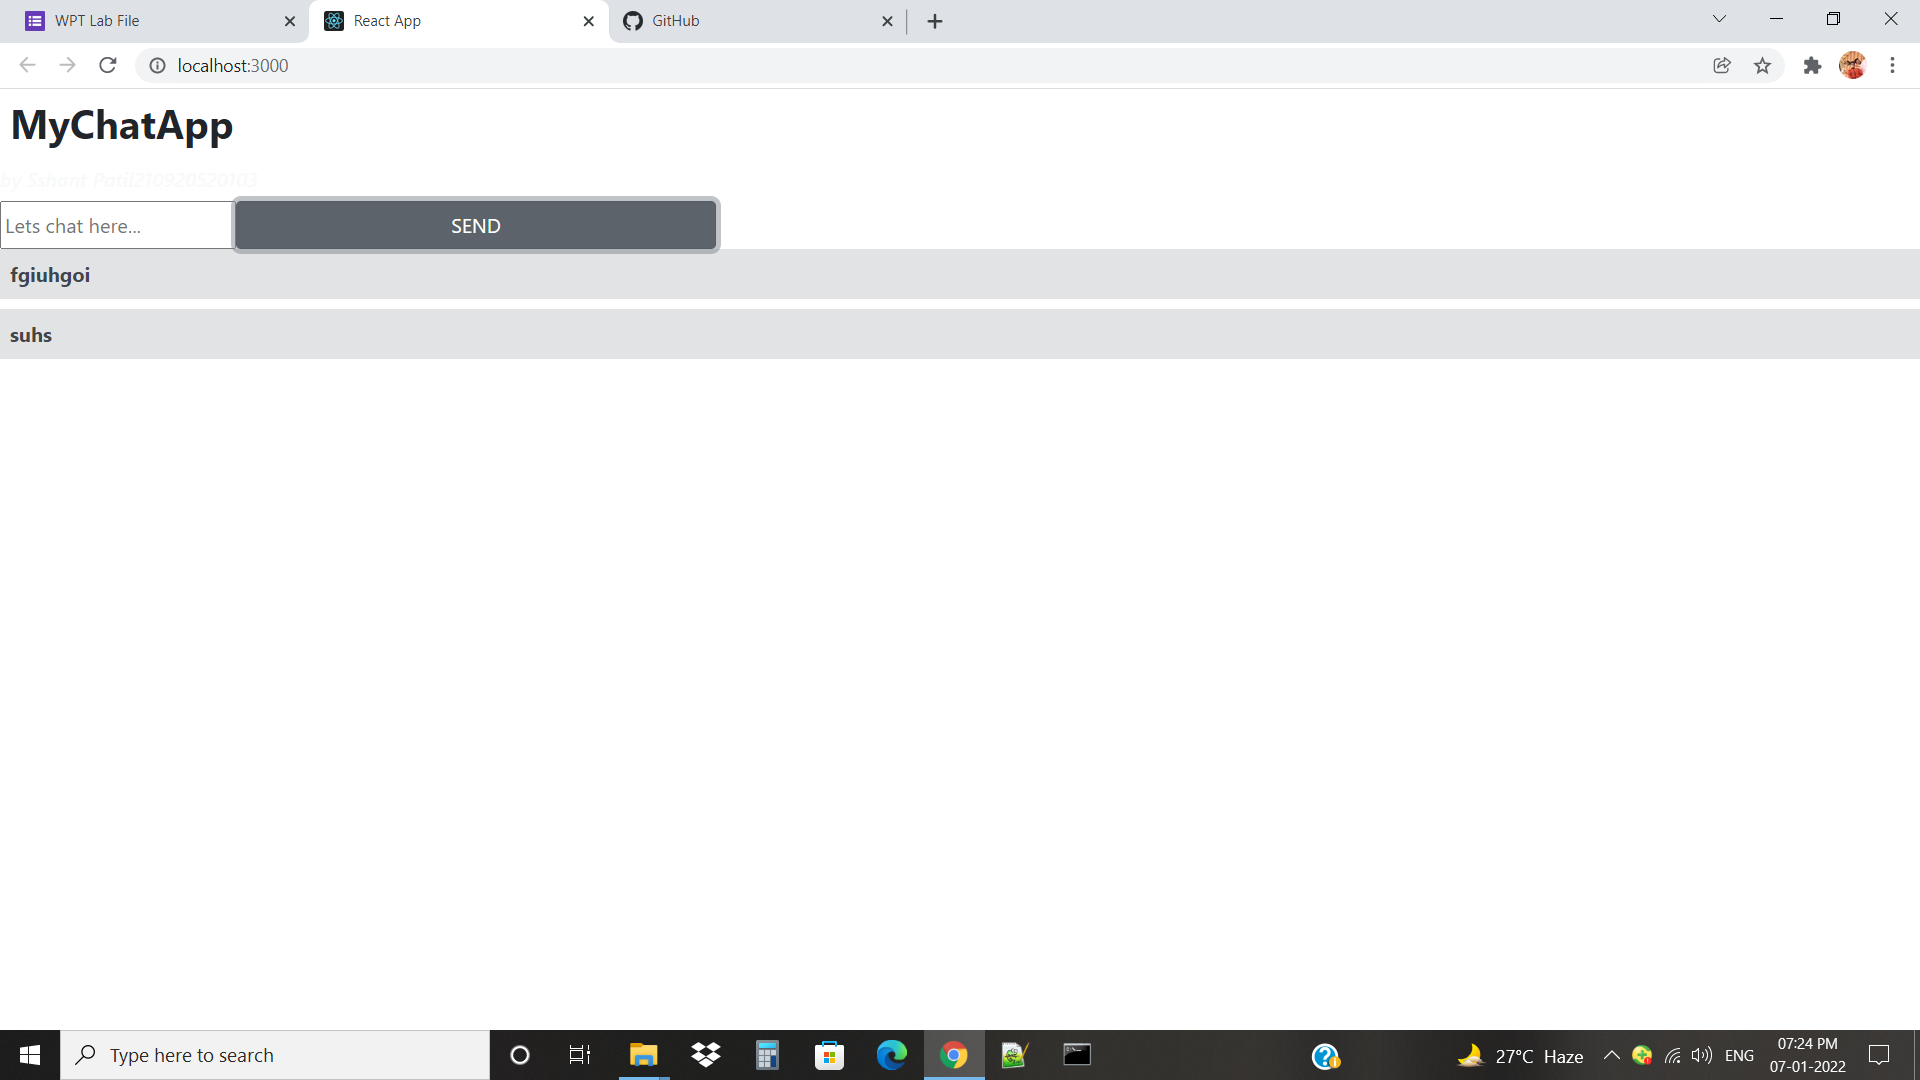 WPT Lab File
React App
GitHub
localhost:3000
MyChatApp
by Sshant Patil210920520103
Lets chat here...
SEND
fgiuhgoi
suhs
Type here to search
27°C Haze
ENG
07:24 PM
07-01-2022